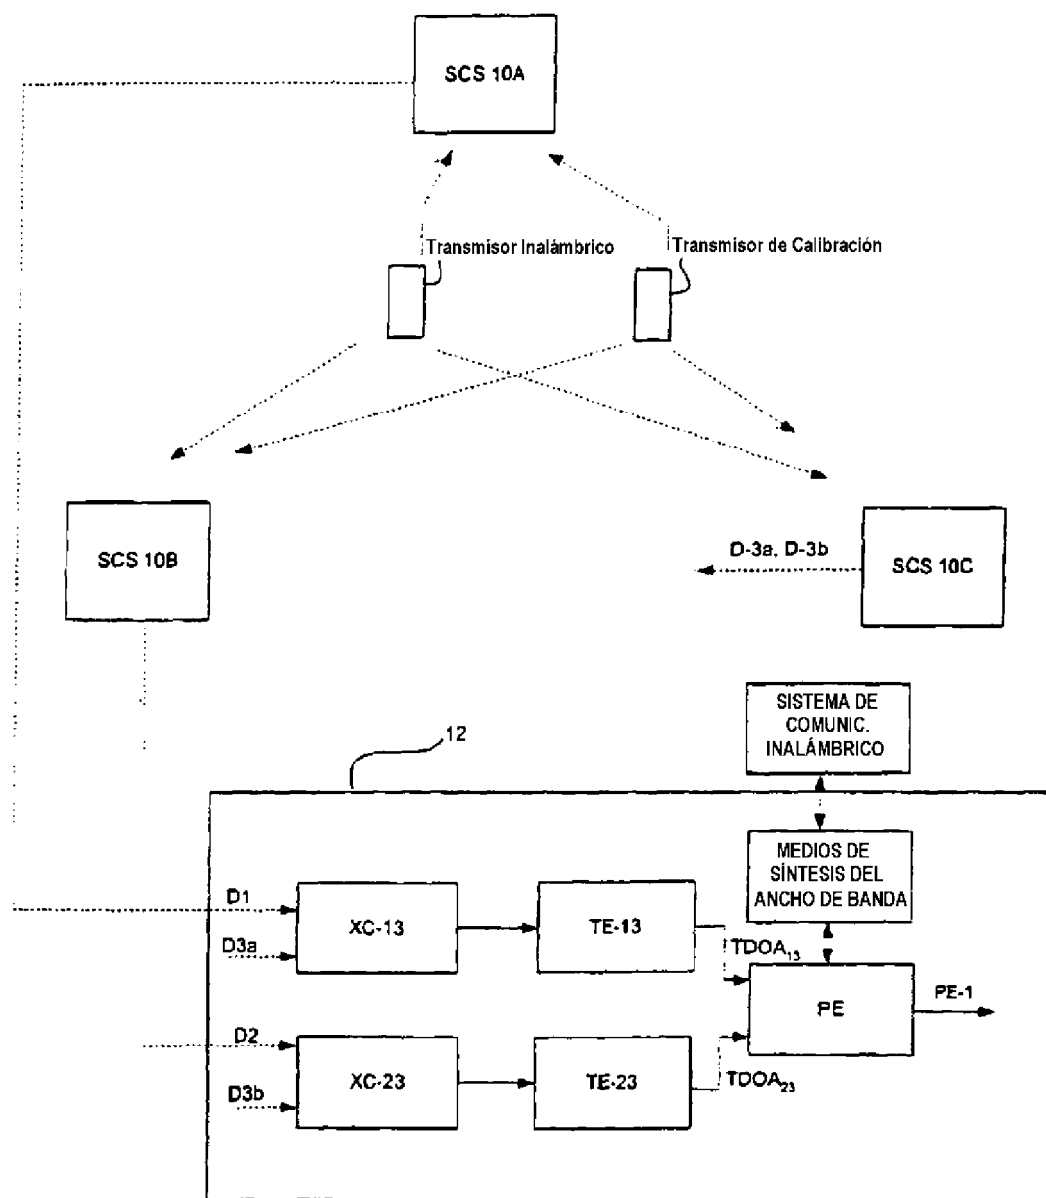 SCS 10A
Transmisor Inalámbrico
Transmisor de Calibración
SCS 10B
D-3a, D-3b
SCS 10C
SISTEMA DE
COMUNIC.
INALÁMBRICO
12
MEDIOS DE
SÍNTESIS DEL
ANCHO DE BANDA
D1
XC-13
TE-13
TDOA₁₃
D3a
PE
PE-1
D2
XC-23
TE-23
TDOA₂₃
D3b